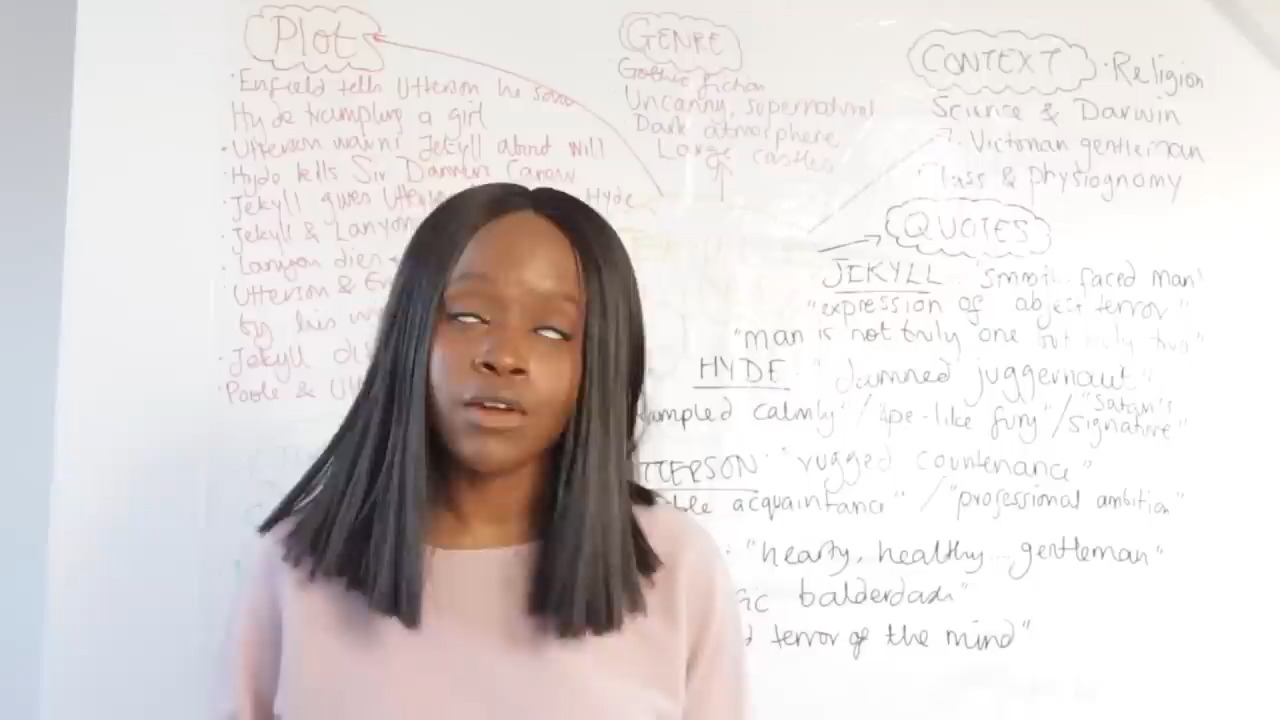 Plot
· Enfield tells Utterson he saw
Hyde trampling a girl
· Utterson warns Jekyll about will
· Hyde kills Sir Danvers Carew
· Jekyll gives Hyde
· Jekyll & Lanyon
· Lanyon dies
· Utterson &
by his
· Jekyll
· Poole &
GENRE
Gothic fiction
Uncanny, supernatural
Dark atmosphere
Large castles
CONTEXT · Religion
Science & Darwin
Victorian gentleman
Class & physiognomy
QUOTES
JEKYLL "smooth.. faced man"
"expression of abject terror"
"man is not truly one but truly two"
HYDE "damned juggernaut"
trampled calmly" / "ape-like fury" / "Satan's
signature"
UTTERSON "rugged countenance"
acquaintance" / "professional ambition"
"hearty, healthy... gentleman"
balderdash"
terror of the mind"